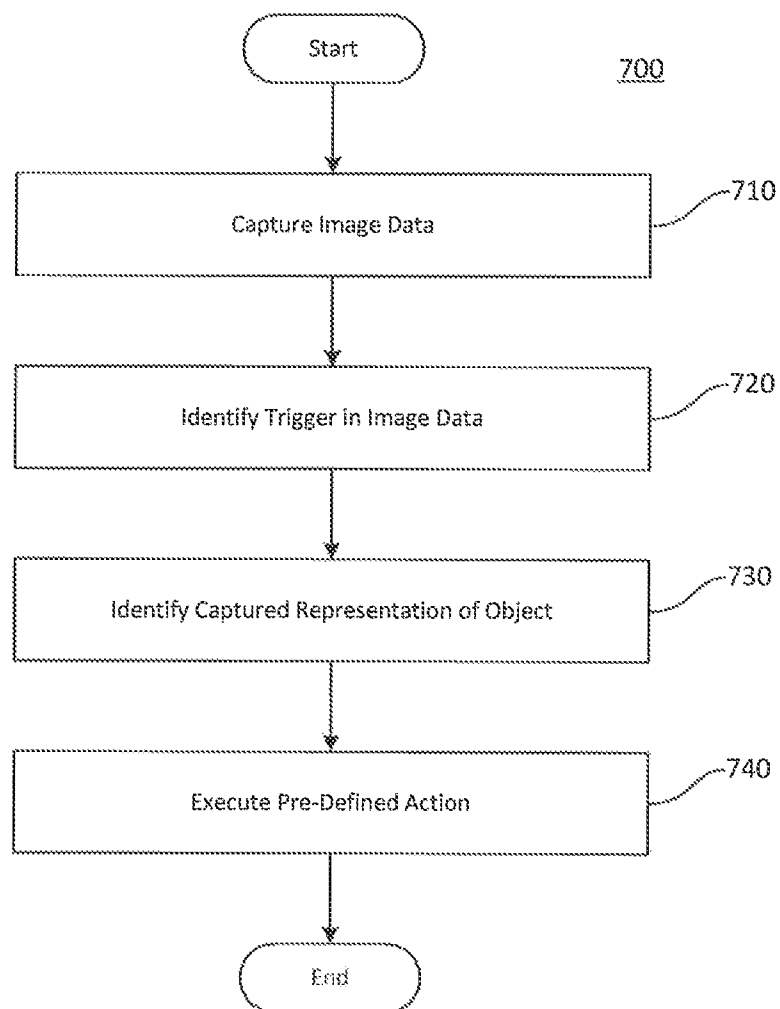 Start
700
Capture Image Data
710
Identify Trigger in Image Data
720
Identify Captured Representation of Object
730
Execute Pre-Defined Action
740
End